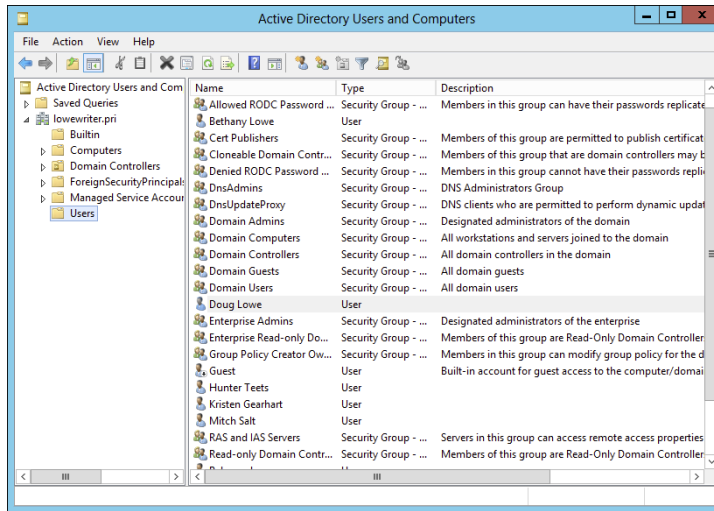 Active Directory Users and Computers
File Action View Help
Active Directory Users and Com
Saved Queries
lowewriter.pri
Builtin
Computers
Domain Controllers
ForeignSecurityPrincipals
Managed Service Accour
Users
Name Type Description
Allowed RODC Password ... Security Group - ... Members in this group can have their passwords replicate
Bethany Lowe User
Cert Publishers Security Group - ... Members of this group are permitted to publish certificat
Cloneable Domain Contr... Security Group - ... Members of this group that are domain controllers may b
Denied RODC Password ... Security Group - ... Members in this group cannot have their passwords repli
DnsAdmins Security Group - ... DNS Administrators Group
DnsUpdateProxy Security Group - ... DNS clients who are permitted to perform dynamic updat
Domain Admins Security Group - ... Designated administrators of the domain
Domain Computers Security Group - ... All workstations and servers joined to the domain
Domain Controllers Security Group - ... All domain controllers in the domain
Domain Guests Security Group - ... All domain guests
Domain Users Security Group - ... All domain users
Doug Lowe User
Enterprise Admins Security Group - ... Designated administrators of the enterprise
Enterprise Read-only Do... Security Group - ... Members of this group are Read-Only Domain Controller
Group Policy Creator Ow... Security Group - ... Members in this group can modify group policy for the d
Guest User Built-in account for guest access to the computer/domai
Hunter Teets User
Kristen Gearhart User
Mitch Salt User
RAS and IAS Servers Security Group - ... Servers in this group can access remote access properties
Read-only Domain Contr... Security Group - ... Members of this group are Read-Only Domain Controller